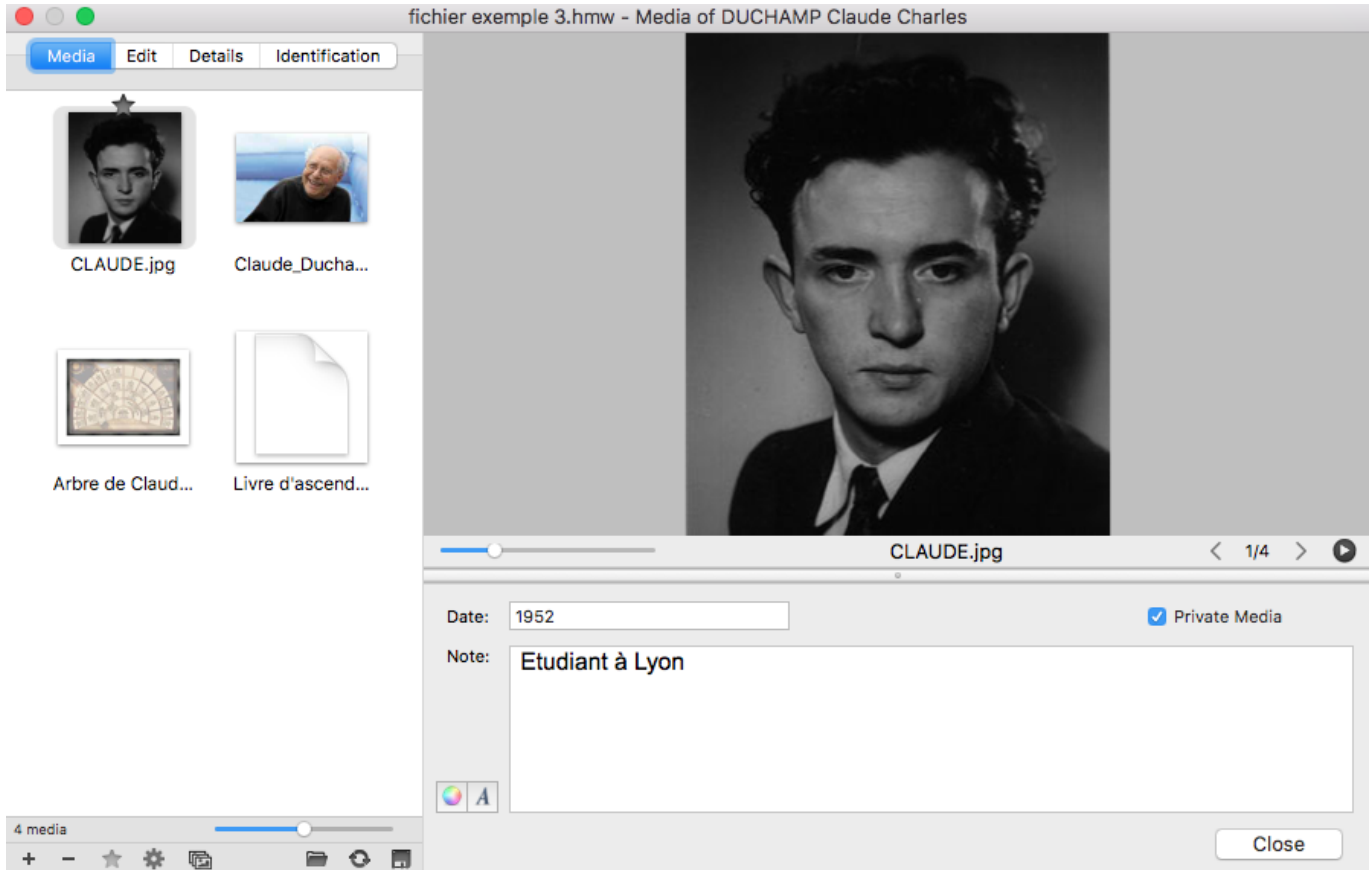 fichier exemple 3.hmw - Media of DUCHAMP Claude Charles
Media Edit Details Identification
CLAUDE.jpg Claude_Ducha...
Arbre de Claud... Livre d'ascend...
4 media
CLAUDE.jpg 1/4
Date: 1952 Private Media
Note: Etudiant à Lyon
A
Close